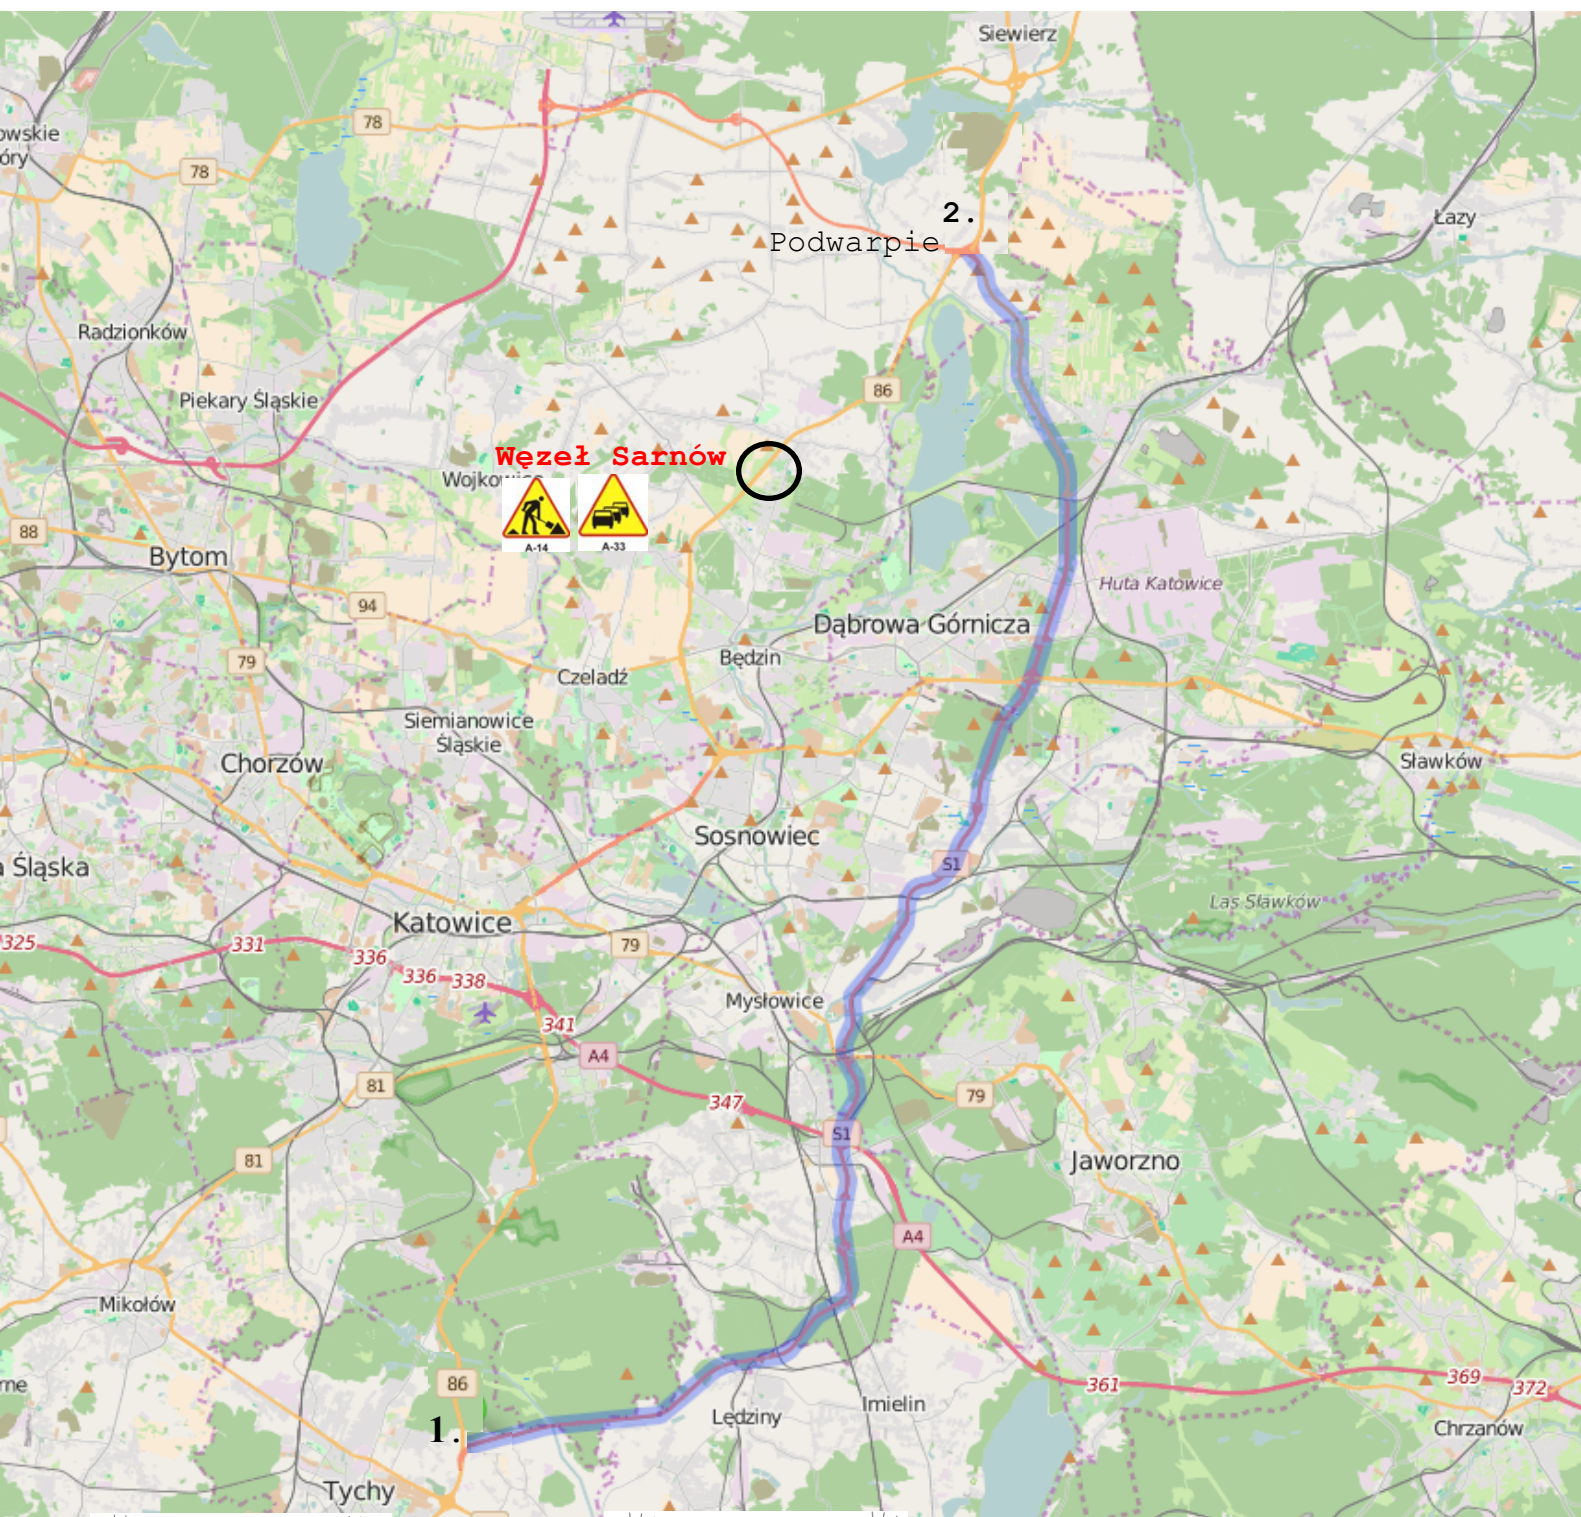 Siewierz
78
owskie
óry
78
2.
Łazy
Podwarpie
Radzionków
Piekary Śląskie
86
Węzeł Sarnów
A-14
A-33
88
Bytom
Huta Katowice
94
Dąbrowa Górnicza
79
Będzin
Czeladź
Siemianowice
Śląskie
Chorzów
Sławków
Sosnowiec
a Śląska
S1
Las Sławków
Katowice
325
331
336
79
336
338
Mysłowice
341
A4
81
79
347
S1
81
Jaworzno
A4
Mikołów
86
rne
361
369
372
Imielin
Lędziny
1.
Chrzanów
Tychy